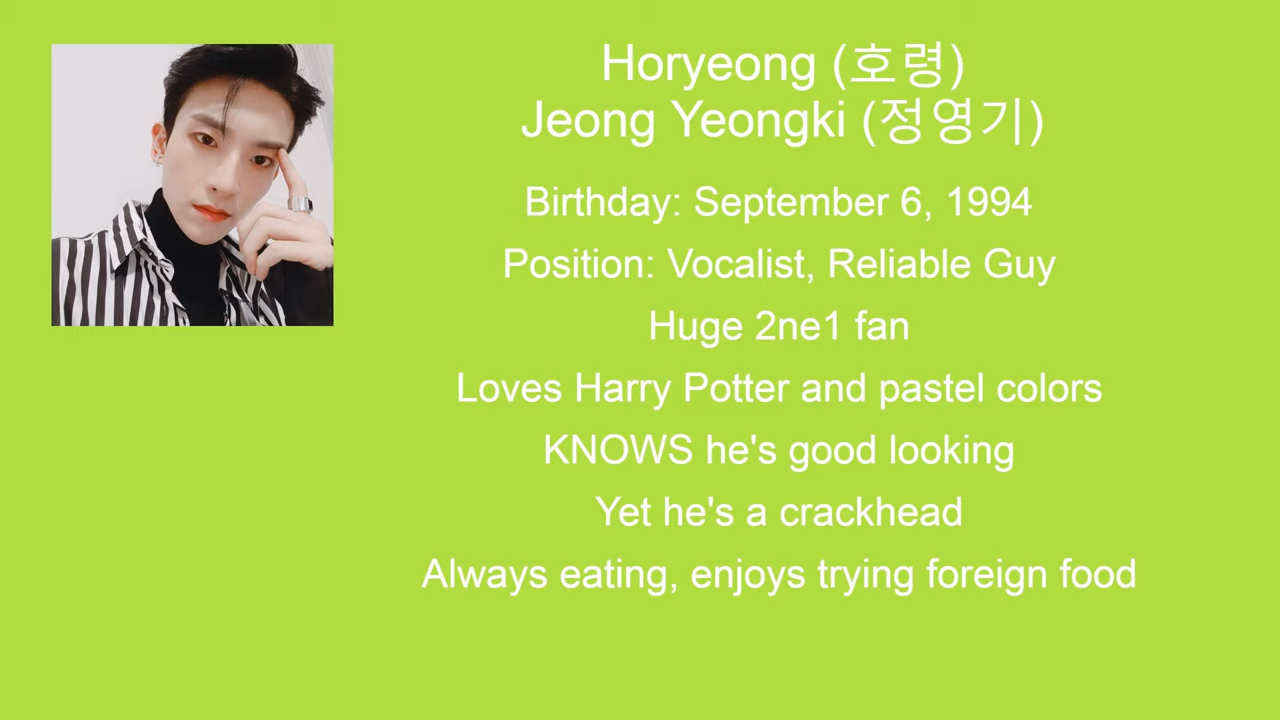 Horyeong (호령)
Jeong Yeongki (정영기)
Birthday: September 6, 1994
Position: Vocalist, Reliable Guy
Huge 2ne1 fan
Loves Harry Potter and pastel colors
KNOWS he's good looking
Yet he's a crackhead
Always eating, enjoys trying foreign food